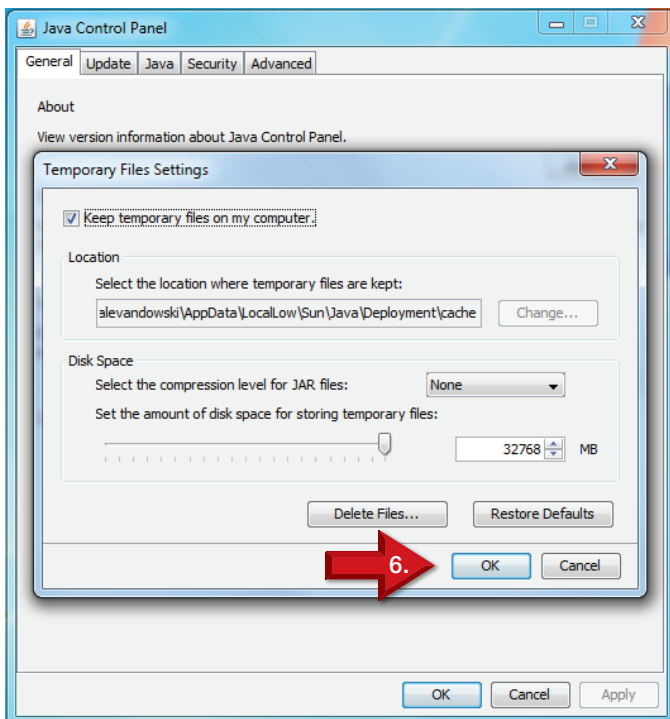 Java Control Panel
General Update Java Security Advanced
About
View version information about Java Control Panel.
Temporary Files Settings
Keep temporary files on my computer.
Location
Select the location where temporary files are kept:
alevandowski\AppData\LocalLow\Sun\Java\Deployment\cache Change...
Disk Space
Select the compression level for JAR files: None
Set the amount of disk space for storing temporary files:
32768 MB
Delete Files... Restore Defaults
6. OK Cancel
OK Cancel Apply